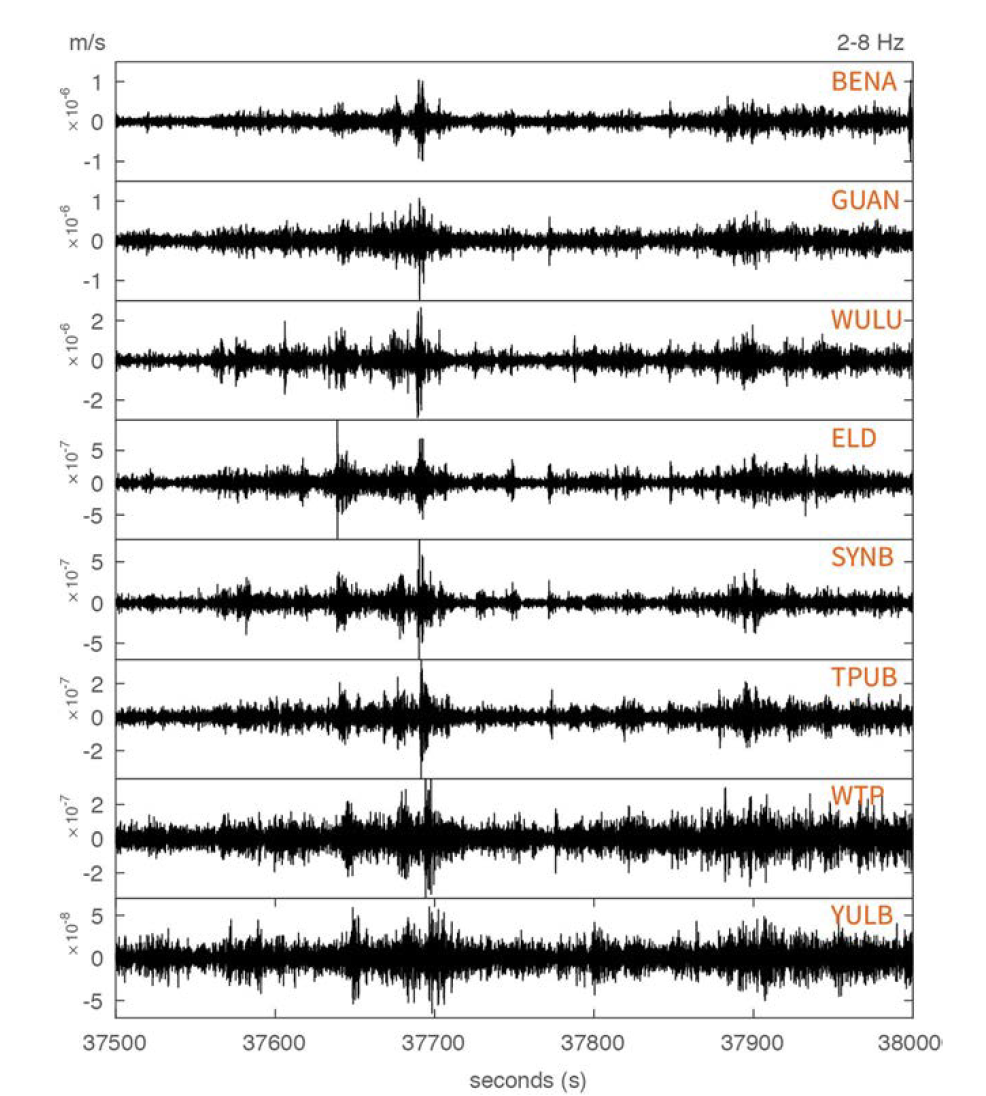 m/s 2-8 Hz
BENA
×10-6
1
0
-1
GUAN
×10-6
1
0
-1
WULU
×10-6
2
0
-2
ELD
×10-7
5
0
-5
SYNB
×10-7
5
0
-5
TPUB
×10-7
2
0
-2
WTP
×10-7
2
0
-2
YULB
×10-8
5
0
-5
37500 37600 37700 37800 37900 38000
seconds (s)